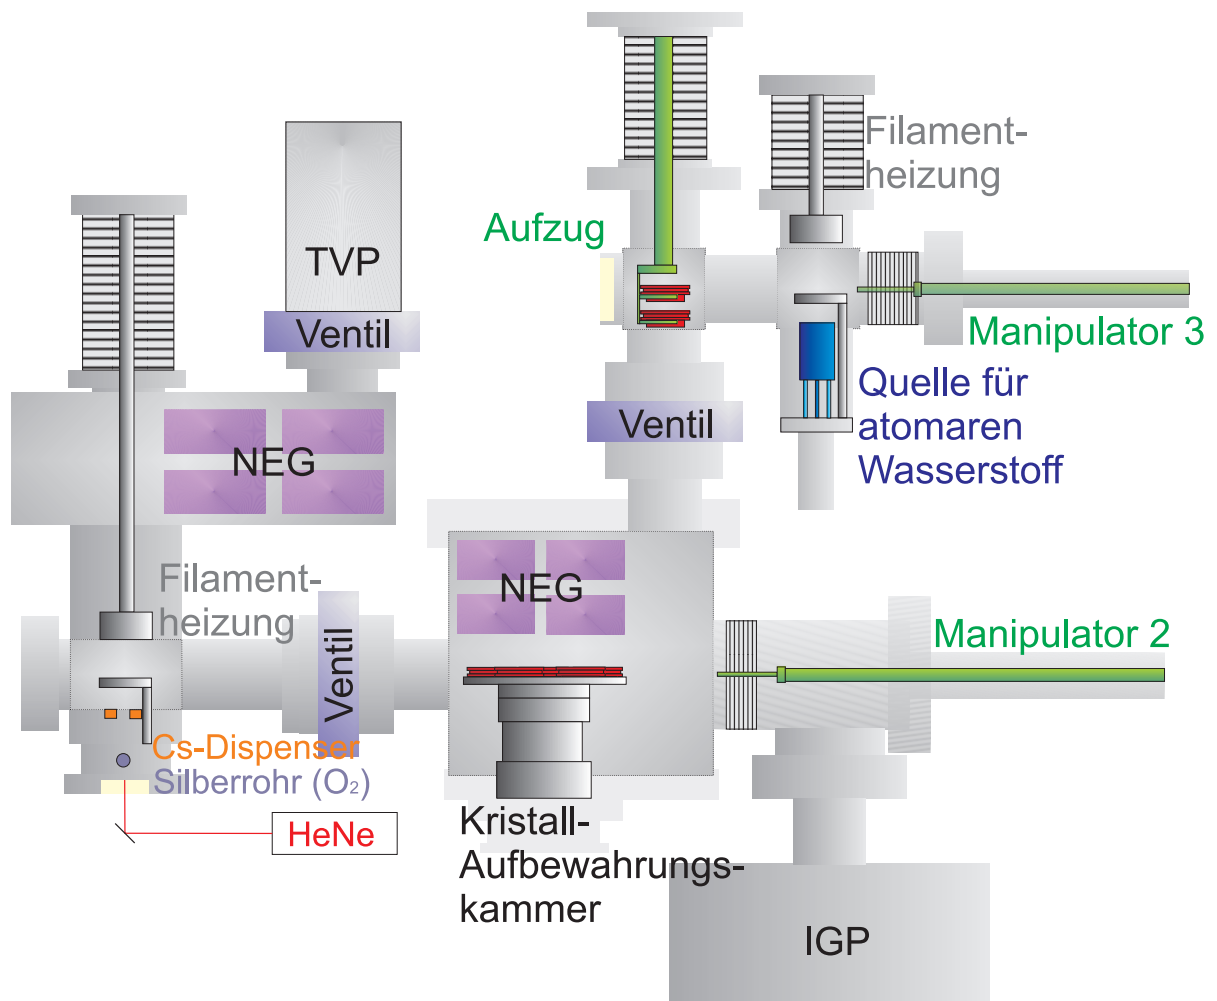 Filament-
heizung
Aufzug
TVP
Ventil
Manipulator 3
Quelle für
atomaren
Wasserstoff
Ventil
NEG
Filament-
heizung
NEG
Ventil
Manipulator 2
Cs-Dispenser
Silberrohr (O₂)
HeNe
Kristall-
Aufbewahrungs-
kammer
IGP